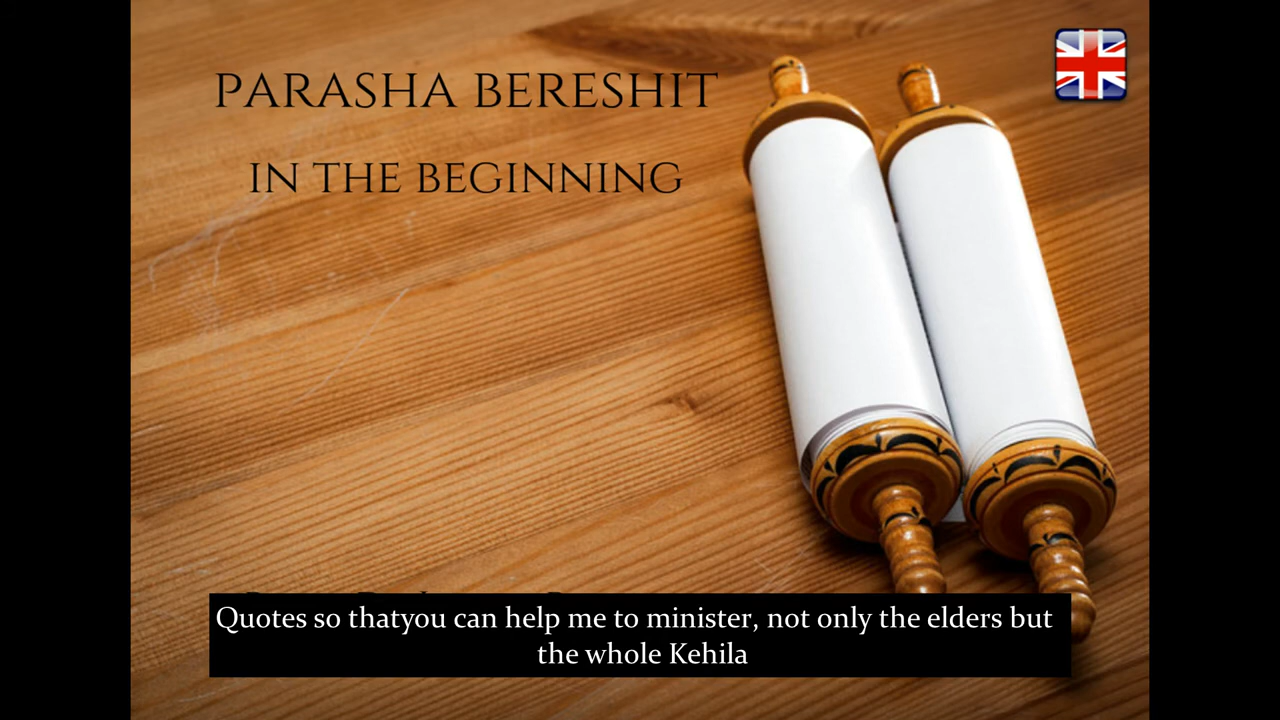 PARASHA BERESHIT
IN THE BEGINNING
Quotes so thatyou can help me to minister, not only the elders but
the whole Kehila